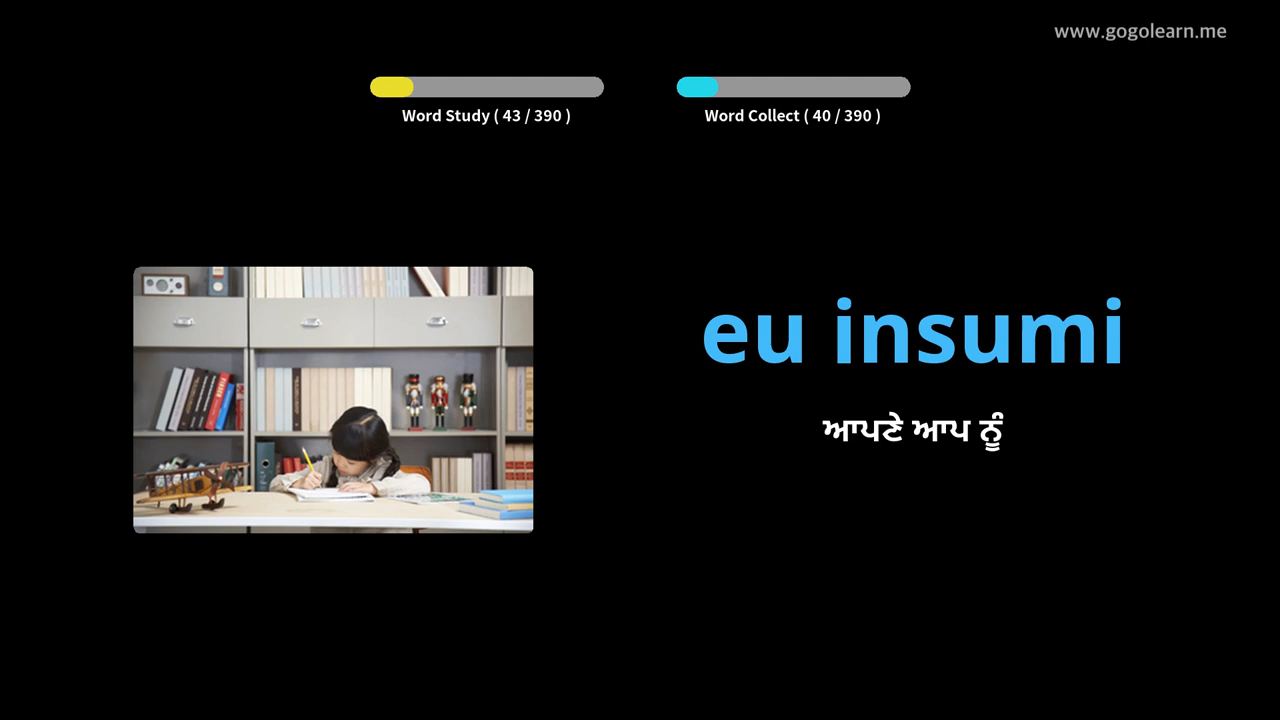 www.gogolearn.me
Word Study ( 43 / 390 )
Word Collect ( 40 / 390 )
eu insumi
ਆਪਣੇ ਆਪ ਨੂੰ